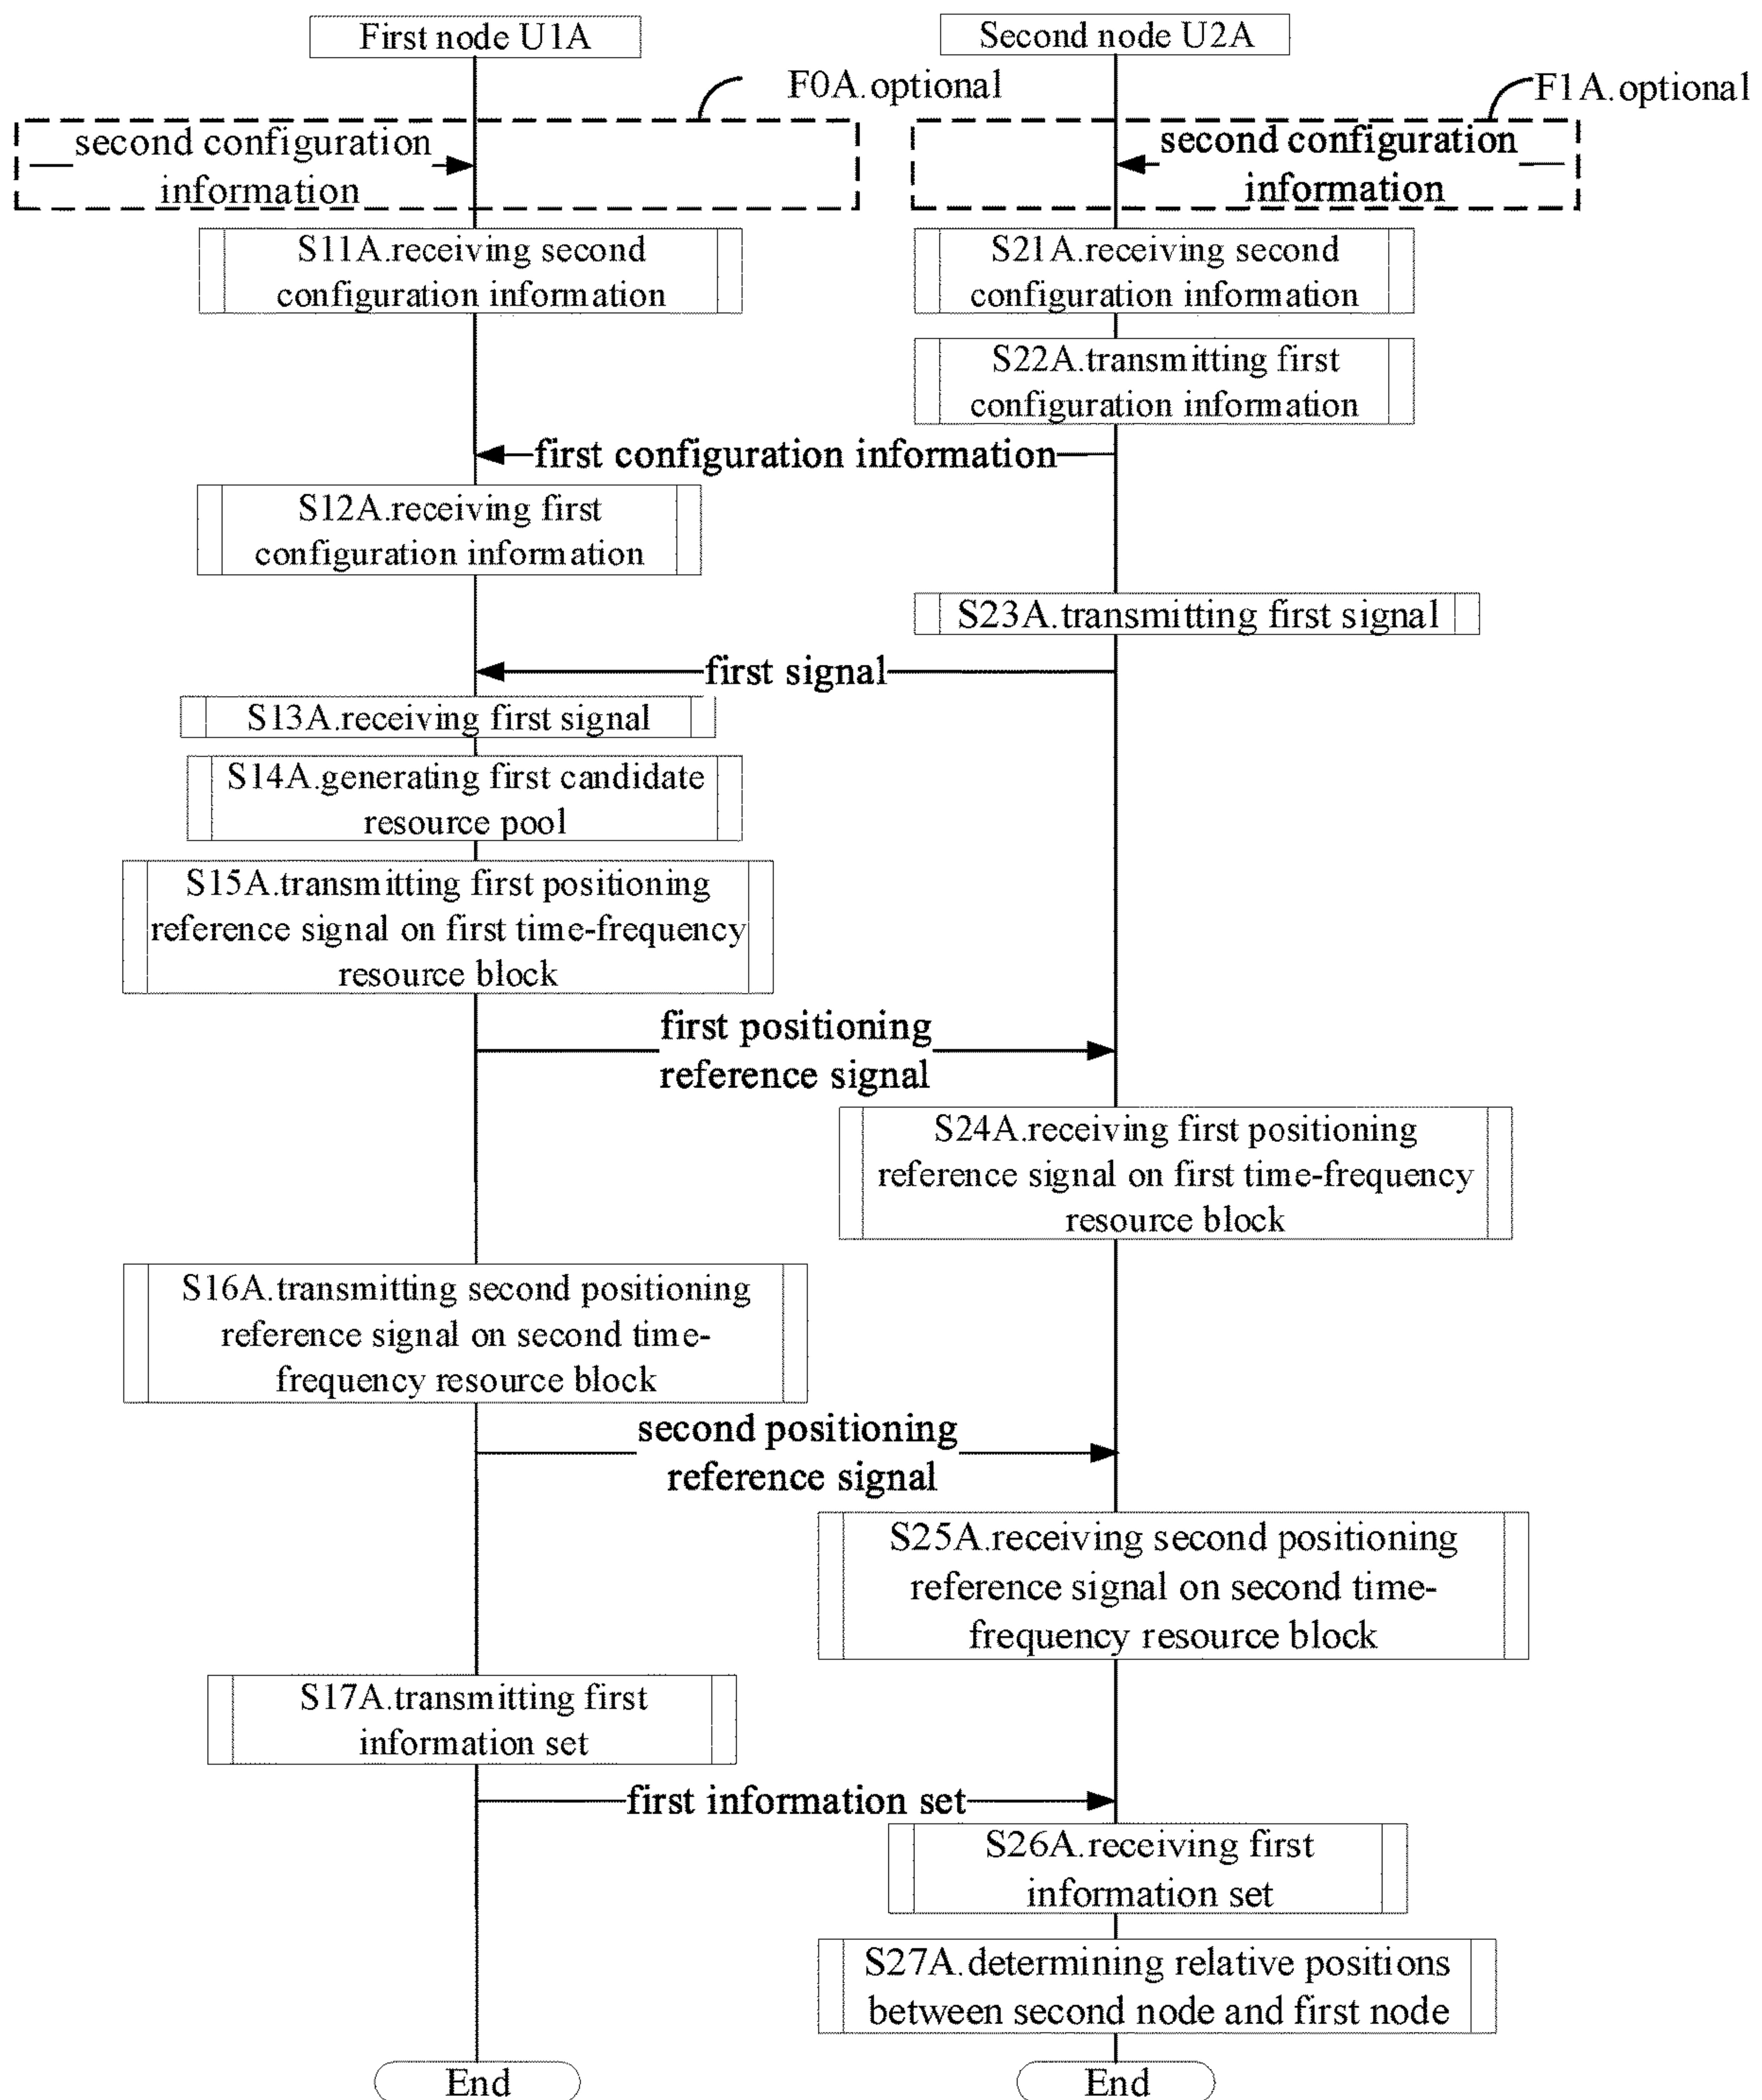 First node U1A
Second node U2A
F0A.optional
F1A.optional
second configuration
information
second configuration
information
S11A.receiving second
configuration information
S21A.receiving second
configuration information
S22A.transmitting first
configuration information
first configuration information
S12A.receiving first
configuration information
S23A.transmitting first signal
first signal
S13A.receiving first signal
S14A.generating first candidate
resource pool
S15A.transmitting first positioning
reference signal on first time-frequency
resource block
first positioning
reference signal
S24A.receiving first positioning
reference signal on first time-frequency
resource block
S16A.transmitting second positioning
reference signal on second time-
frequency resource block
second positioning
reference signal
S25A.receiving second positioning
reference signal on second time-
frequency resource block
S17A.transmitting first
information set
first information set
S26A.receiving first
information set
S27A.determining relative positions
between second node and first node
End
End